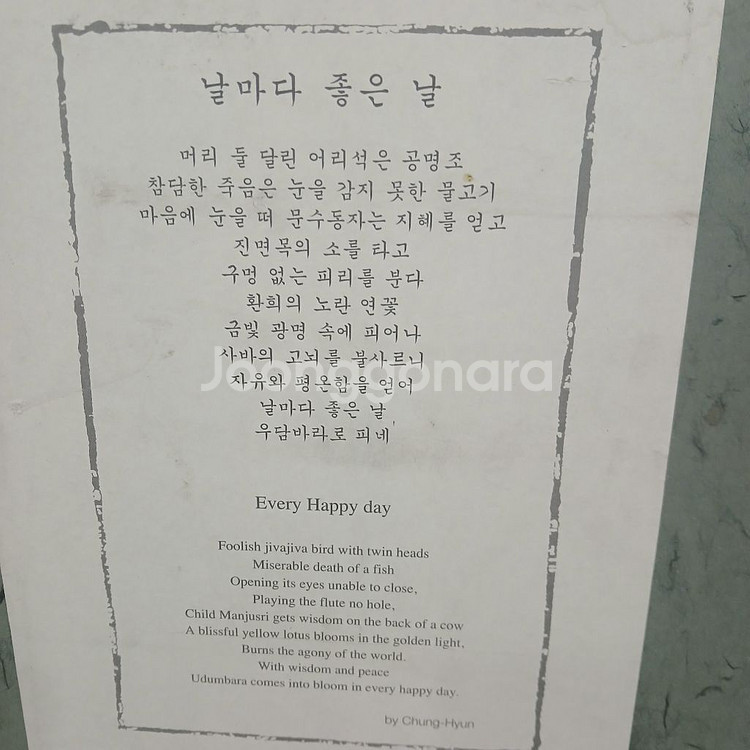 날마다 좋은 날
머리 둘 달린 어리석은 공명조
참담한 죽음은 눈을 감지 못한 물고기
마음에 눈을 떠 문수동자는 지혜를 얻고
진면목의 소를 타고
구멍 없는 피리를 분다
환희의 노란 연꽃
금빛 광명 속에 피어나
사바의 고뇌를 불사르니
자유와 평온함을 얻어
날마다 좋은 날
우담바라로 피네
Joonggonara
Every Happy day
Foolish jivajiva bird with twin heads
Miserable death of a fish
Opening its eyes unable to close,
Playing the flute no hole,
Child Manjusri gets wisdom on the back of a cow
A blissful yellow lotus blooms in the golden light,
Burns the agony of the world.
With wisdom and peace
Udumbara comes into bloom in every happy day.
by Chung-Hyun